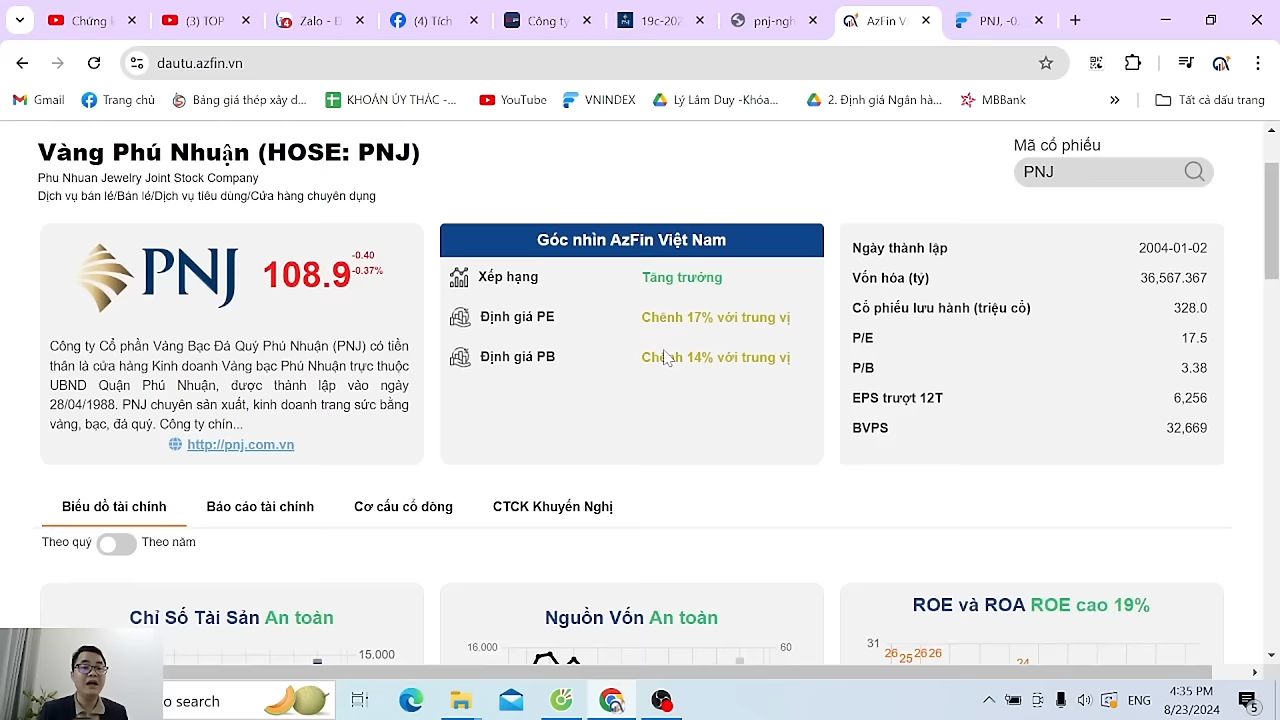 Chứng k
(3) TOP
Zalo - Đ
(4) Tích
Công ty
19c-202
pnj-ngh
AzFin V
PNJ, -0.
dautu.azfin.vn
Gmail
Trang chủ
Bảng giá thép xây d...
KHOÁN ỦY THÁC -...
YouTube
VNINDEX
Lý Lâm Duy -Khóa...
2. Định giá Ngân hà...
MBBank
Tất cả dấu trang
Vàng Phú Nhuận (HOSE: PNJ)
Phu Nhuan Jewelry Joint Stock Company
Dịch vụ bán lẻ/Bán lẻ/Dịch vụ tiêu dùng/Cửa hàng chuyên dụng
Mã cổ phiếu
PNJ
PNJ
108.9
-0.40
-0.37%
Công ty Cổ phần Vàng Bạc Đá Quý Phú Nhuận (PNJ) có tiền
thân là cửa hàng Kinh doanh Vàng bạc Phú Nhuận trực thuộc
UBND Quận Phú Nhuận, được thành lập vào ngày
28/04/1988. PNJ chuyên sản xuất, kinh doanh trang sức bằng
vàng, bạc, đá quý. Công ty chín...
http://pnj.com.vn
Góc nhìn AzFin Việt Nam
Xếp hạng Tăng trưởng
Định giá PE Chênh 17% với trung vị
Định giá PB Chênh 14% với trung vị
Ngày thành lập 2004-01-02
Vốn hóa (tỷ) 36,567.367
Cổ phiếu lưu hành (triệu cổ) 328.0
P/E 17.5
P/B 3.38
EPS trượt 12T 6,256
BVPS 32,669
Biểu đồ tài chính
Báo cáo tài chính
Cơ cấu cổ đông
CTCK Khuyến Nghị
Theo quý
Theo năm
Chỉ Số Tài Sản An toàn
15.000
Nguồn Vốn An toàn
16.000
60
ROE và ROA ROE cao 19%
31
26
25
26
26
24
o search
ENG
4:35 PM
8/23/2024
5